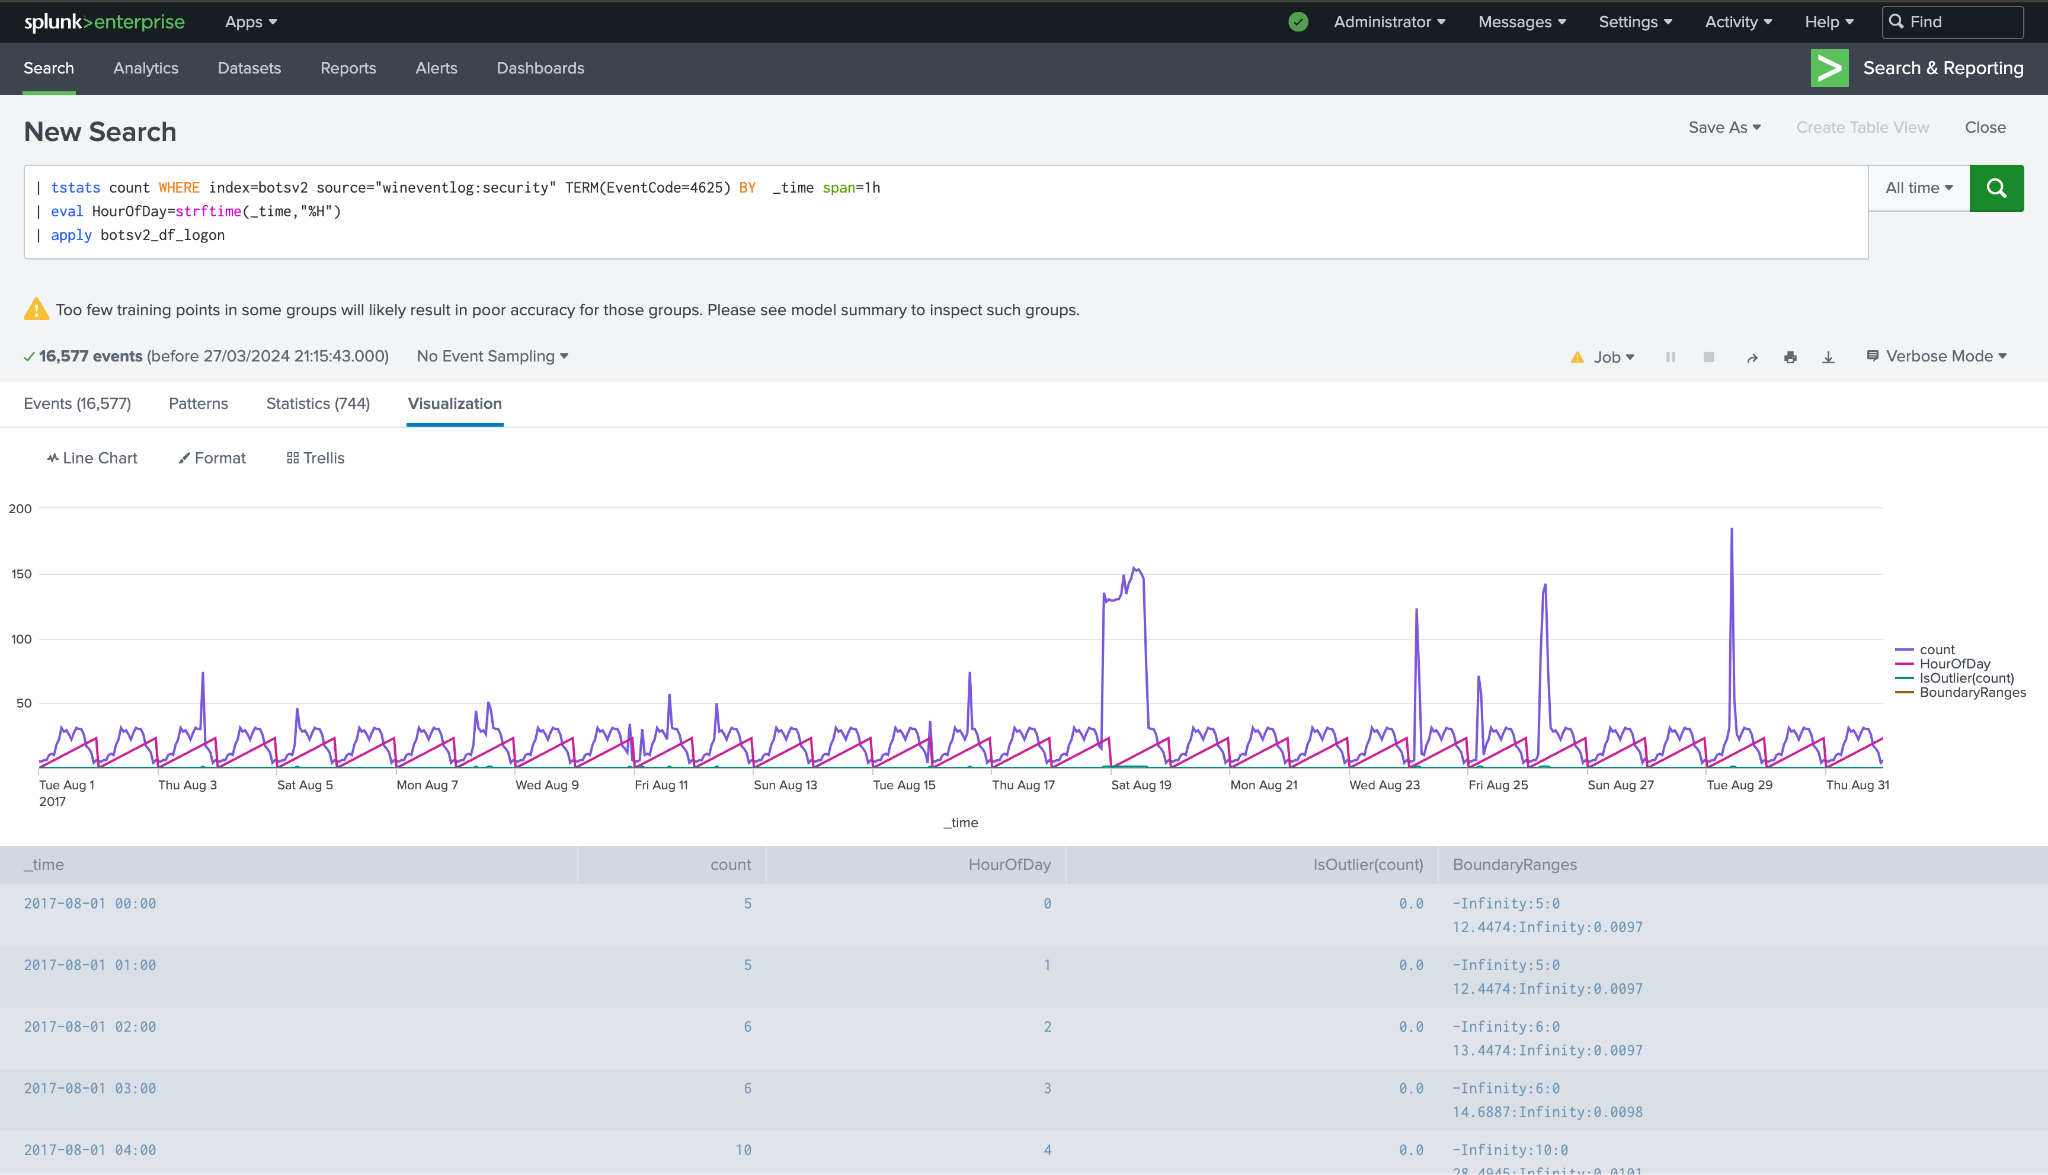 splunk>enterprise Apps Administrator Messages Settings Activity Help Find
Search Analytics Datasets Reports Alerts Dashboards Search & Reporting
New Search Save As Create Table View Close
| tstats count WHERE index=botsv2 source="wineventlog:security" TERM(EventCode=4625) BY _time span=1h All time
| eval HourOfDay=strftime(_time,"%H")
| apply botsv2_df_logon
Too few training points in some groups will likely result in poor accuracy for those groups. Please see model summary to inspect such groups.
16,577 events (before 27/03/2024 21:15:43.000) No Event Sampling Job Verbose Mode
Events (16,577) Patterns Statistics (744) Visualization
Line Chart Format Trellis
200
150
100
50
count
HourOfDay
IsOutlier(count)
BoundaryRanges
Tue Aug 1 Thu Aug 3 Sat Aug 5 Mon Aug 7 Wed Aug 9 Fri Aug 11 Sun Aug 13 Tue Aug 15 Thu Aug 17 Sat Aug 19 Mon Aug 21 Wed Aug 23 Fri Aug 25 Sun Aug 27 Tue Aug 29 Thu Aug 31
2017
_time
_time count HourOfDay IsOutlier(count) BoundaryRanges
2017-08-01 00:00 5 0 0.0 -Infinity:5:0
12.4474:Infinity:0.0097
2017-08-01 01:00 5 1 0.0 -Infinity:5:0
12.4474:Infinity:0.0097
2017-08-01 02:00 6 2 0.0 -Infinity:6:0
13.4474:Infinity:0.0097
2017-08-01 03:00 6 3 0.0 -Infinity:6:0
14.6887:Infinity:0.0098
2017-08-01 04:00 10 4 0.0 -Infinity:10:0
28.4945:Infinity:0.0101